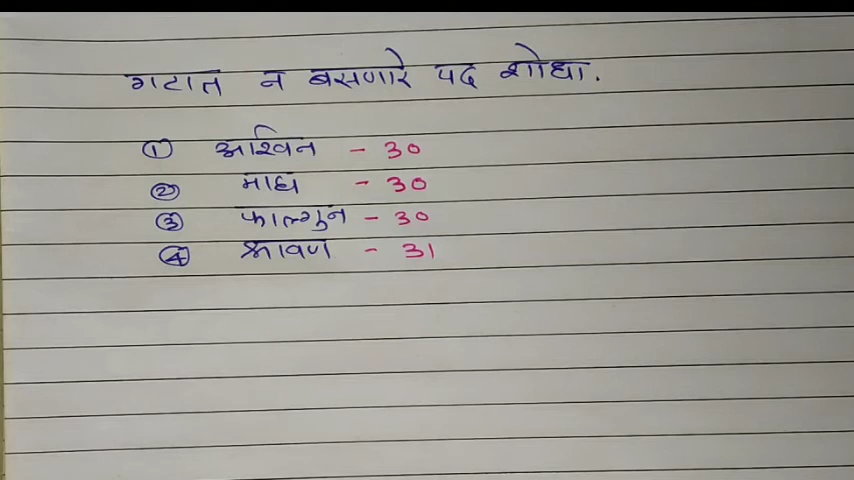 गटात न बसणारे पद शोधा.
① आश्विन - 30
② माघ - 30
③ फाल्गुन - 30
④ श्रावण - 31